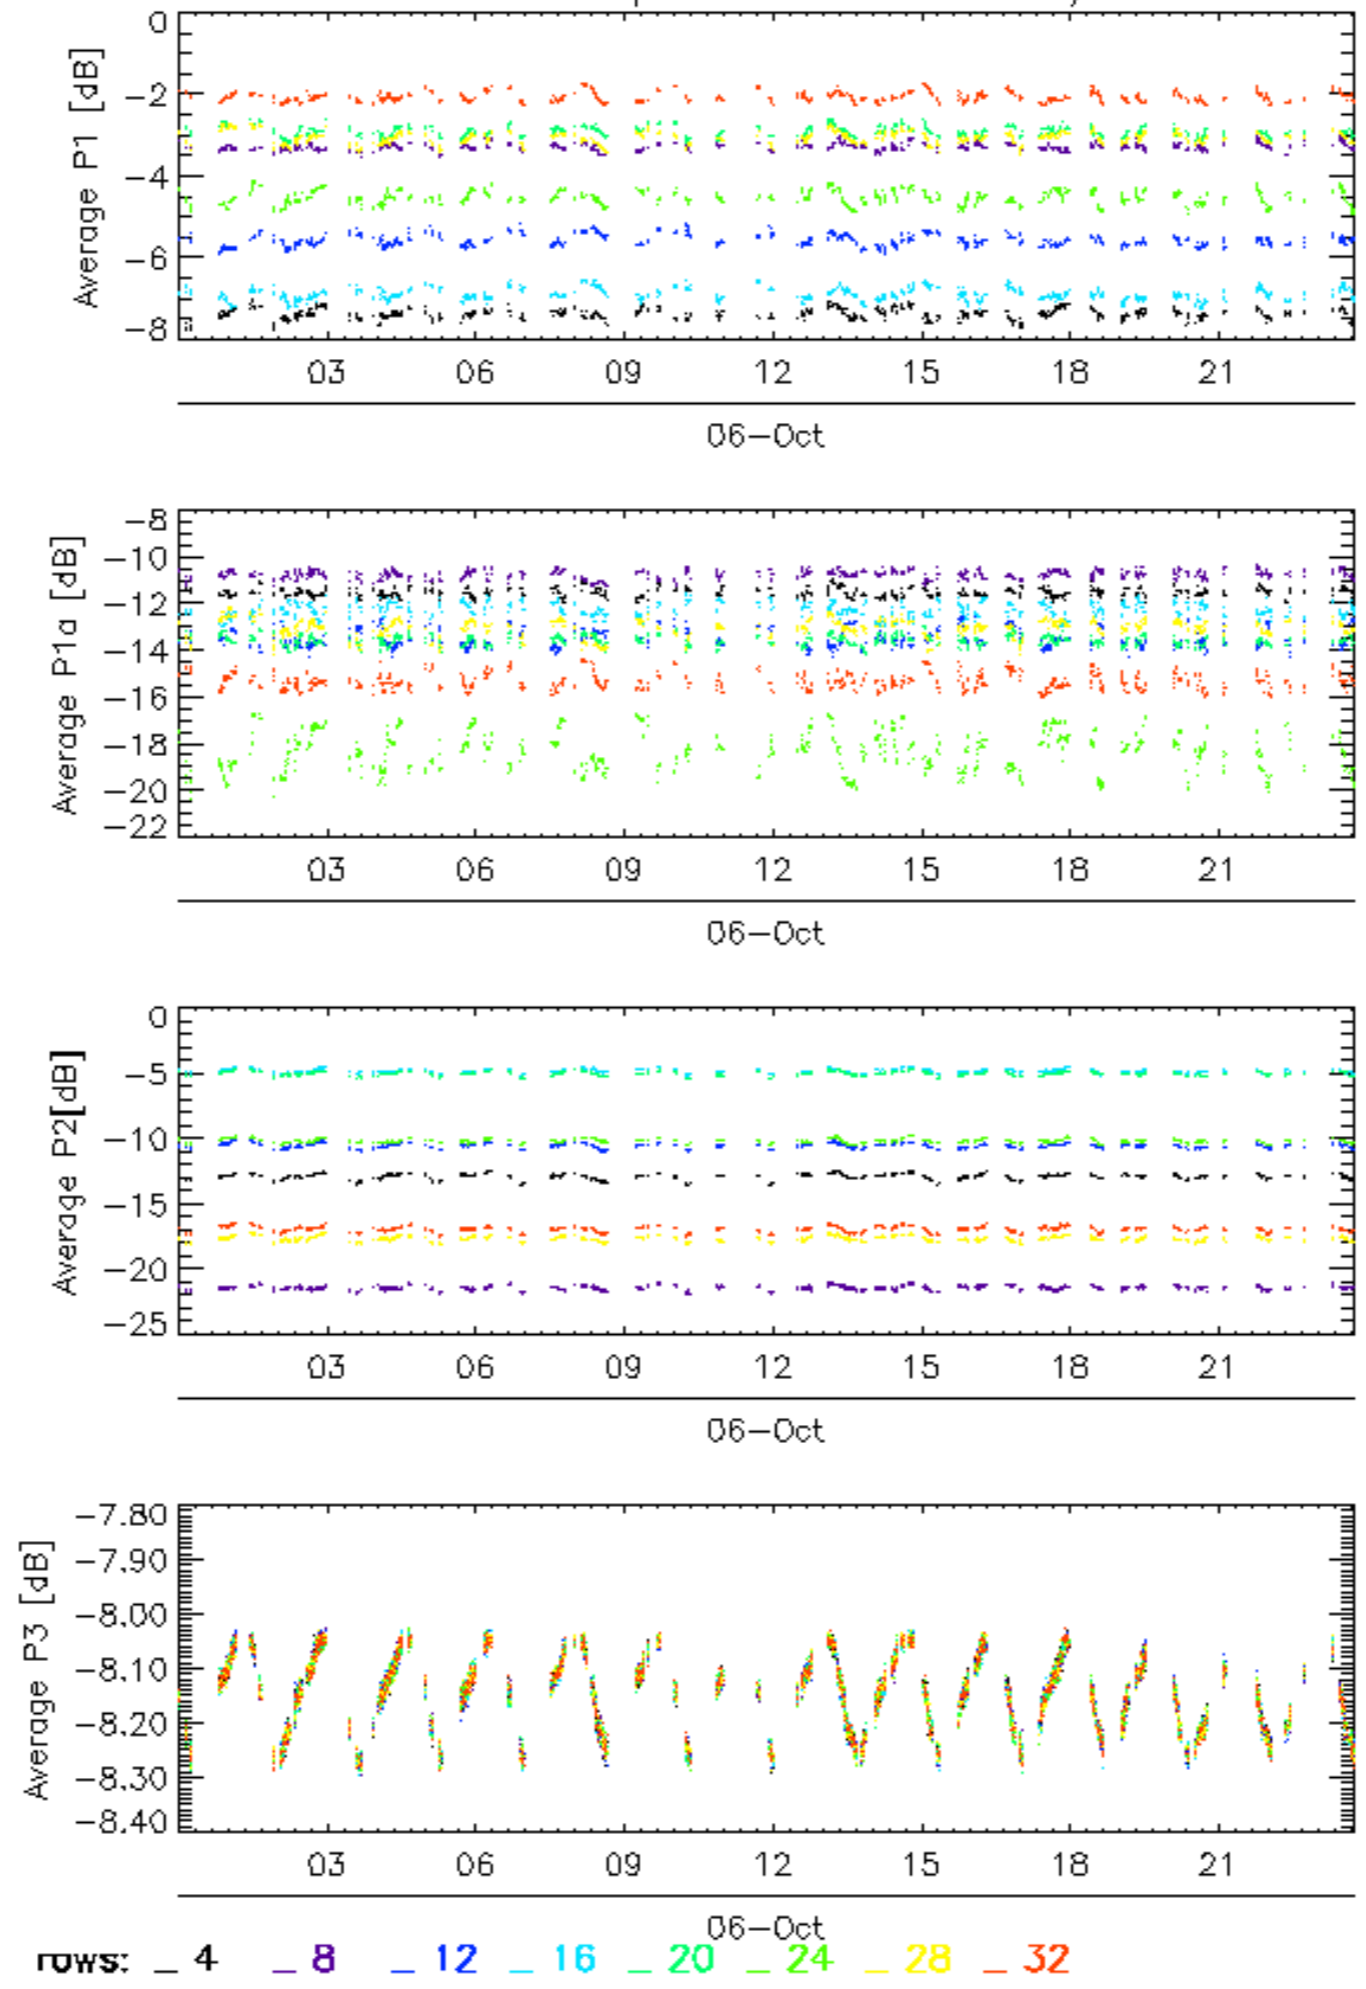 Average P1 [dB]
0
−2
−4
−6
−8
03 06 09 12 15 18 21
06−Oct
Average P1a [dB]
−8
−10
−12
−14
−16
−18
−20
−22
03 06 09 12 15 18 21
06−Oct
Average P2[dB]
0
−5
−10
−15
−20
−25
03 06 09 12 15 18 21
06−Oct
Average P3 [dB]
−7.80
−7.90
−8.00
−8.10
−8.20
−8.30
−8.40
03 06 09 12 15 18 21
06−Oct
rows: _ 4 _ 8 _ 12 _ 16 _ 20 _ 24 _ 28 _ 32